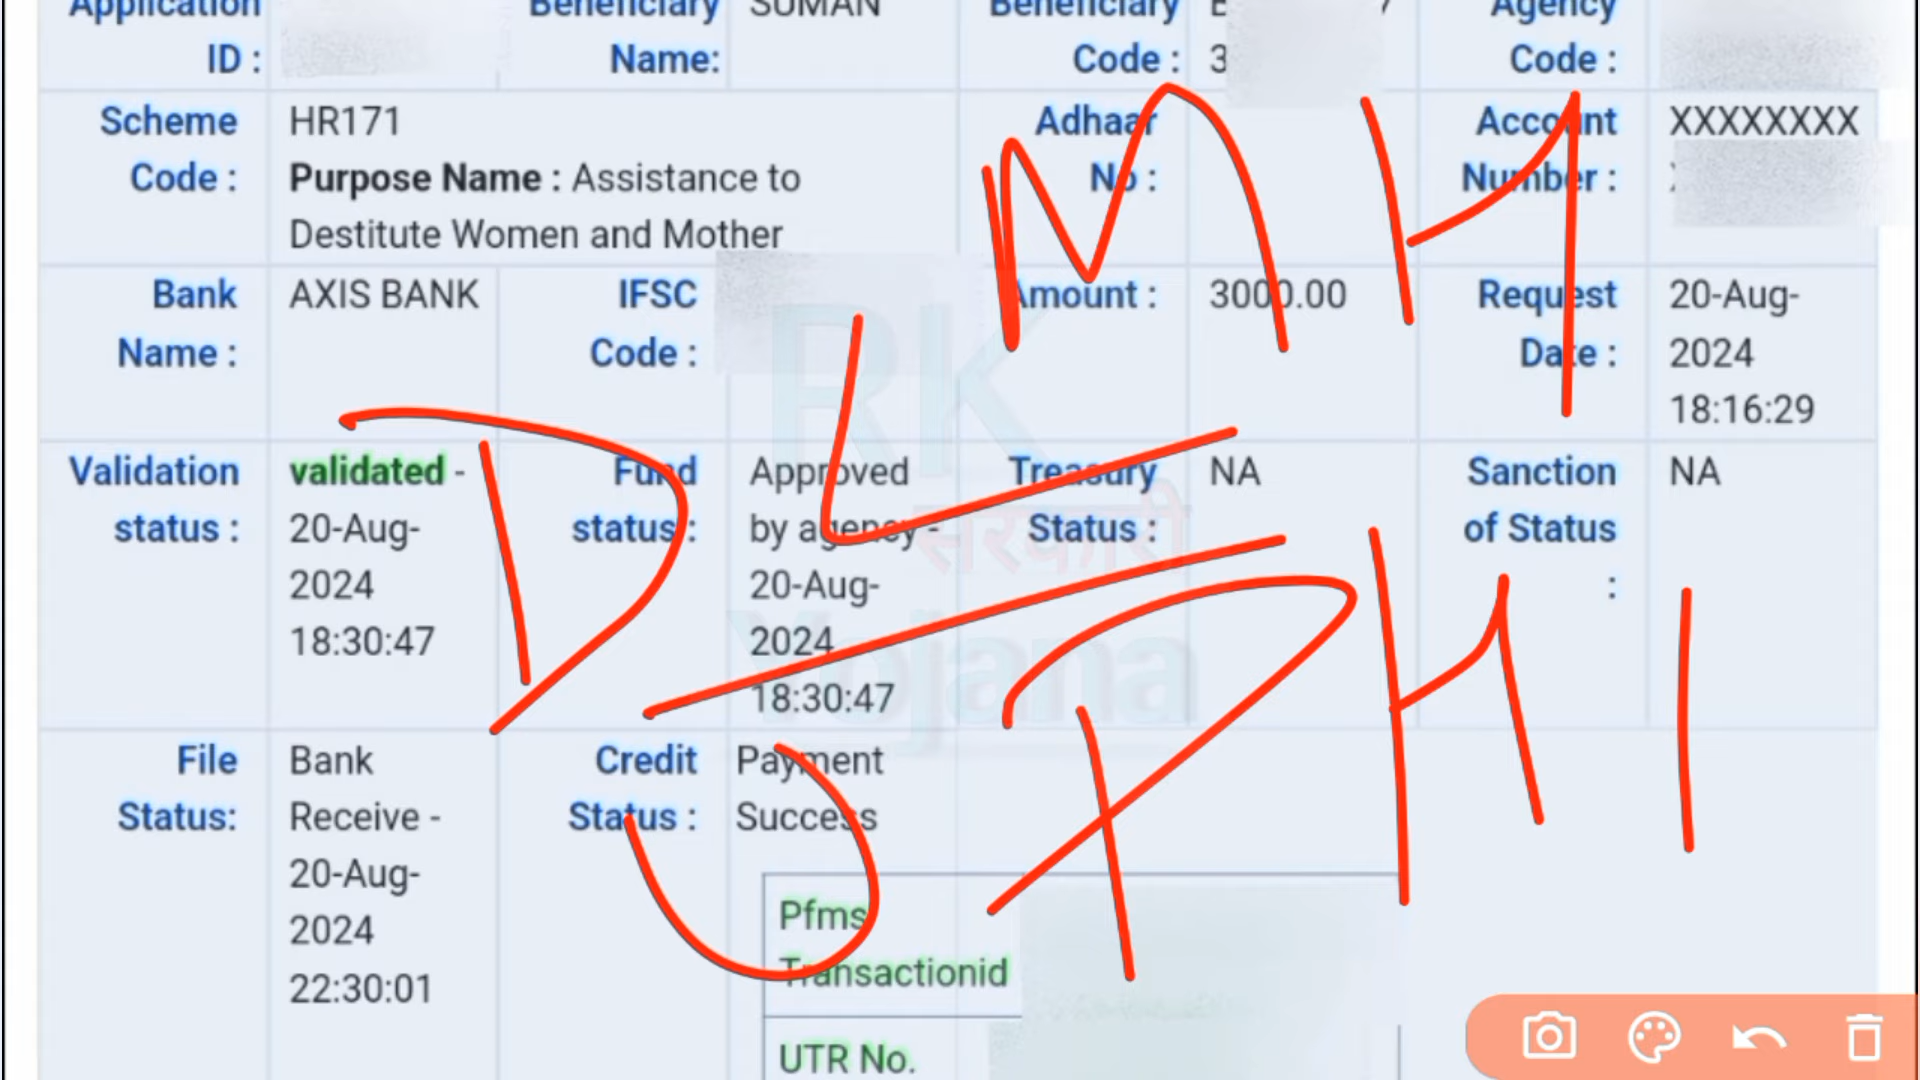 Application Beneficiary SUMAN Beneficiary Agency
ID : Name: Code : 3 Code :
Scheme HR171 Adhaar Account XXXXXXXX
Code : Purpose Name : Assistance to No : Number :
Destitute Women and Mother
Bank AXIS BANK IFSC Amount : 3000.00 Request 20-Aug-
Name : Code : Date : 2024
18:16:29
Validation validated - Fund Approved Treasury NA Sanction NA
status : 20-Aug- status: by agency - Status : of Status
2024 20-Aug- :
18:30:47 2024
18:30:47
File Bank Credit Payment
Status: Receive - Status : Success
20-Aug-
2024 Pfms
22:30:01 Transactionid
UTR No.
RK
सरकारी
Yojana